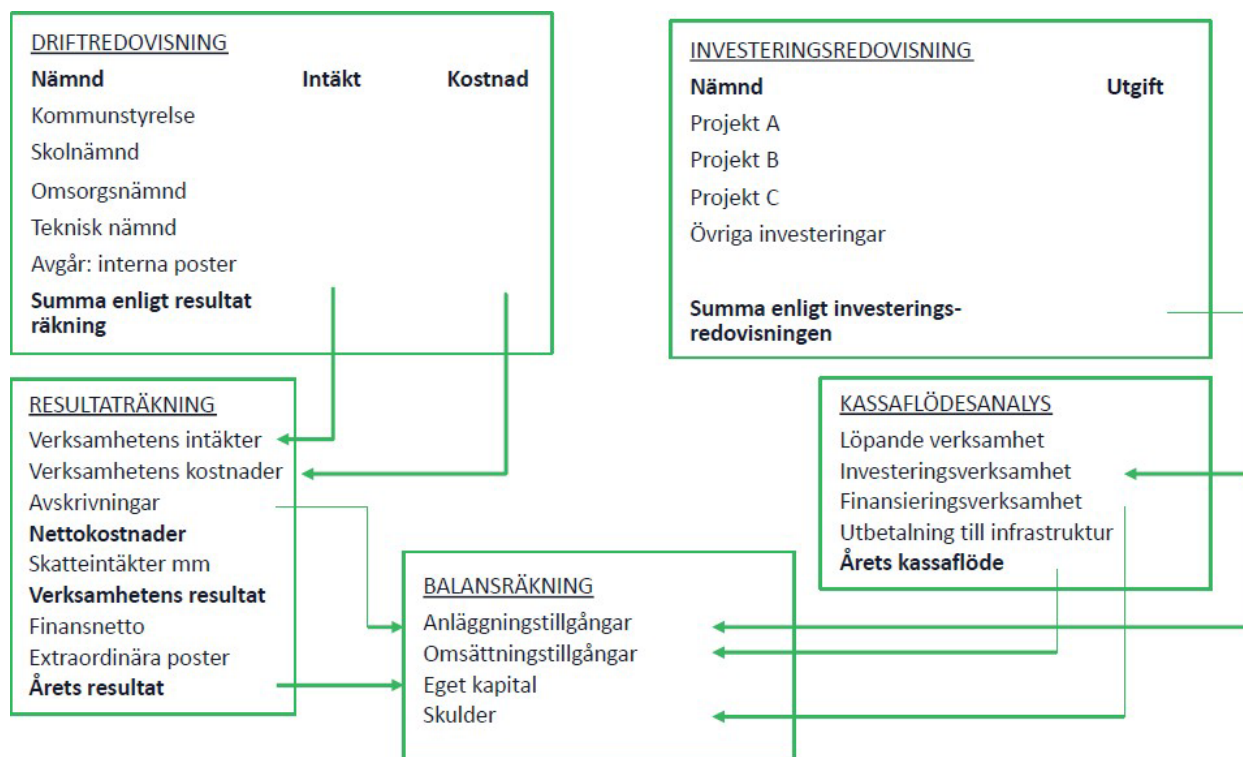 DRIFTREDOVISNING
Nämnd Intäkt Kostnad
Kommunstyrelse
Skolnämnd
Omsorgsnämnd
Teknisk nämnd
Avgår: interna poster
Summa enligt resultat
räkning
INVESTERINGSREDOVISNING
Nämnd Utgift
Projekt A
Projekt B
Projekt C
Övriga investeringar
Summa enligt investerings-
redovisningen
RESULTATRÄKNING
Verksamhetens intäkter
Verksamhetens kostnader
Avskrivningar
Nettokostnader
Skatteintäkter mm
Verksamhetens resultat
Finansnetto
Extraordinära poster
Årets resultat
BALANSRÄKNING
Anläggningstillgångar
Omsättningstillgångar
Eget kapital
Skulder
KASSAFLÖDESANALYS
Löpande verksamhet
Investeringsverksamhet
Finansieringsverksamhet
Utbetalning till infrastruktur
Årets kassaflöde